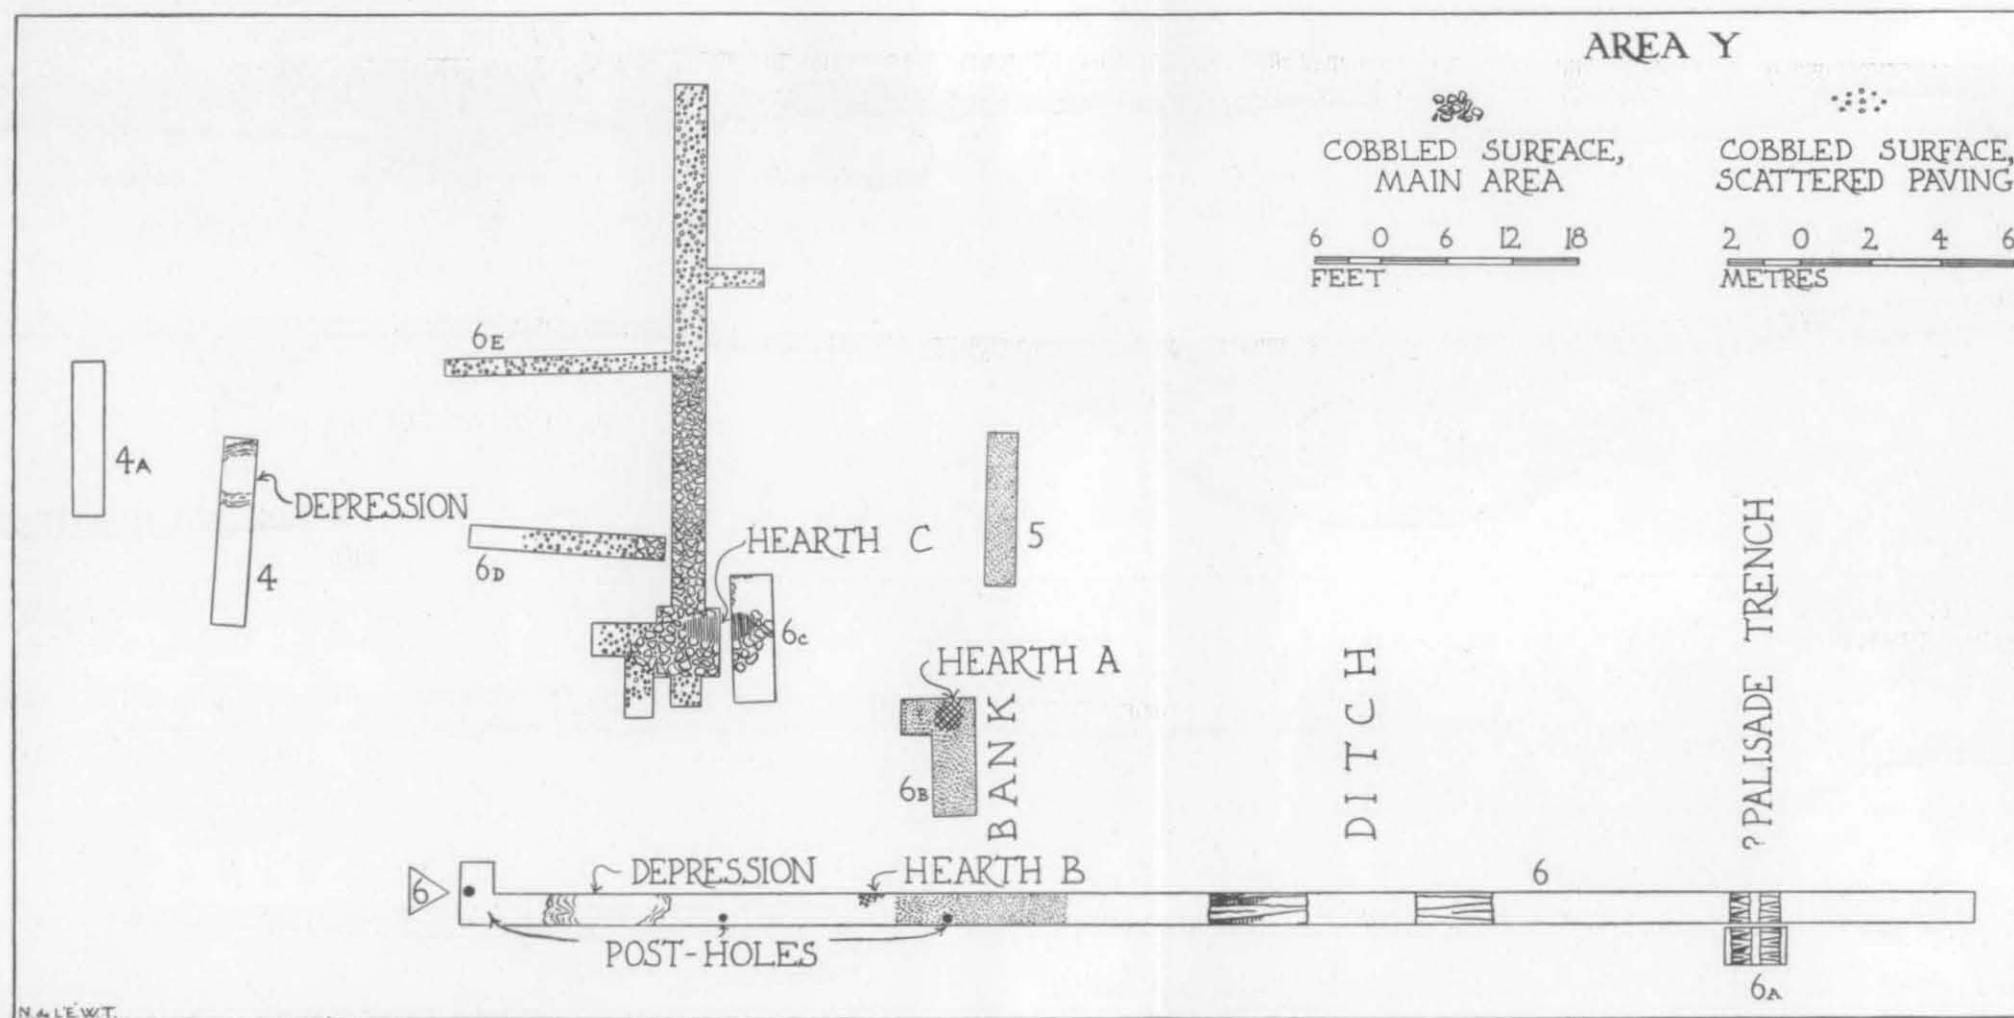 AREA Y
COBBLED SURFACE,
MAIN AREA
COBBLED SURFACE,
SCATTERED PAVING
6 0 6 12 18
FEET
2 0 2 4 6
METRES
6E
4A
DEPRESSION
4
6D
HEARTH C
5
6c
HEARTH A
BANK
6B
DITCH
?PALISADE TRENCH
6
DEPRESSION
HEARTH B
6
POST-HOLES
6A